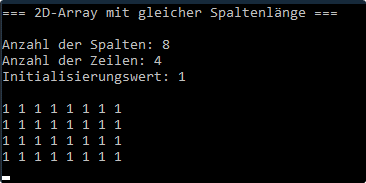 === 2D-Array mit gleicher Spaltenlänge ===
Anzahl der Spalten: 8
Anzahl der Zeilen: 4
Initialisierungswert: 1
1 1 1 1 1 1 1 1
1 1 1 1 1 1 1 1
1 1 1 1 1 1 1 1
1 1 1 1 1 1 1 1